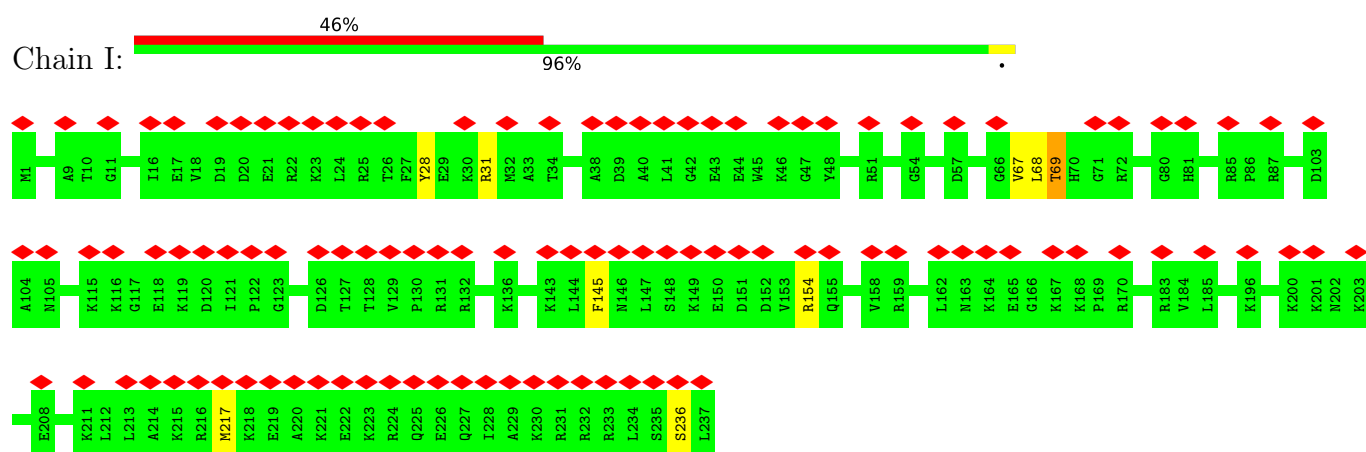 46%
Chain I:
96%
.
M1 A9 T10 G11 I16 E17 V18 D19 D20 E21 R22 K23 L24 R25 T26 F27 Y28 E29 K30 R31 M32 A33 T34 A38 D39 A40 L41 G42 E43 E44 W45 K46 G47 Y48 R51 G54 D57 G66 V67 L68 T69 H70 G71 R72 G80 H81 R85 P86 R87 D103
A104 N105 K115 K116 G117 E118 K119 D120 I121 P122 G123 D126 T127 T128 V129 P130 R131 R132 K136 K143 L144 F145 N146 L147 S148 K149 E150 D151 D152 V153 R154 Q155 V158 R159 L162 N163 K164 E165 G166 K167 K168 P169 R170 R183 V184 L185 K196 K200 K201 N202 K203
E208 K211 L212 L213 A214 K215 R216 M217 K218 E219 A220 K221 E222 K223 R224 Q225 E226 Q227 I228 A229 K230 R231 R232 R233 L234 S235 S236 L237